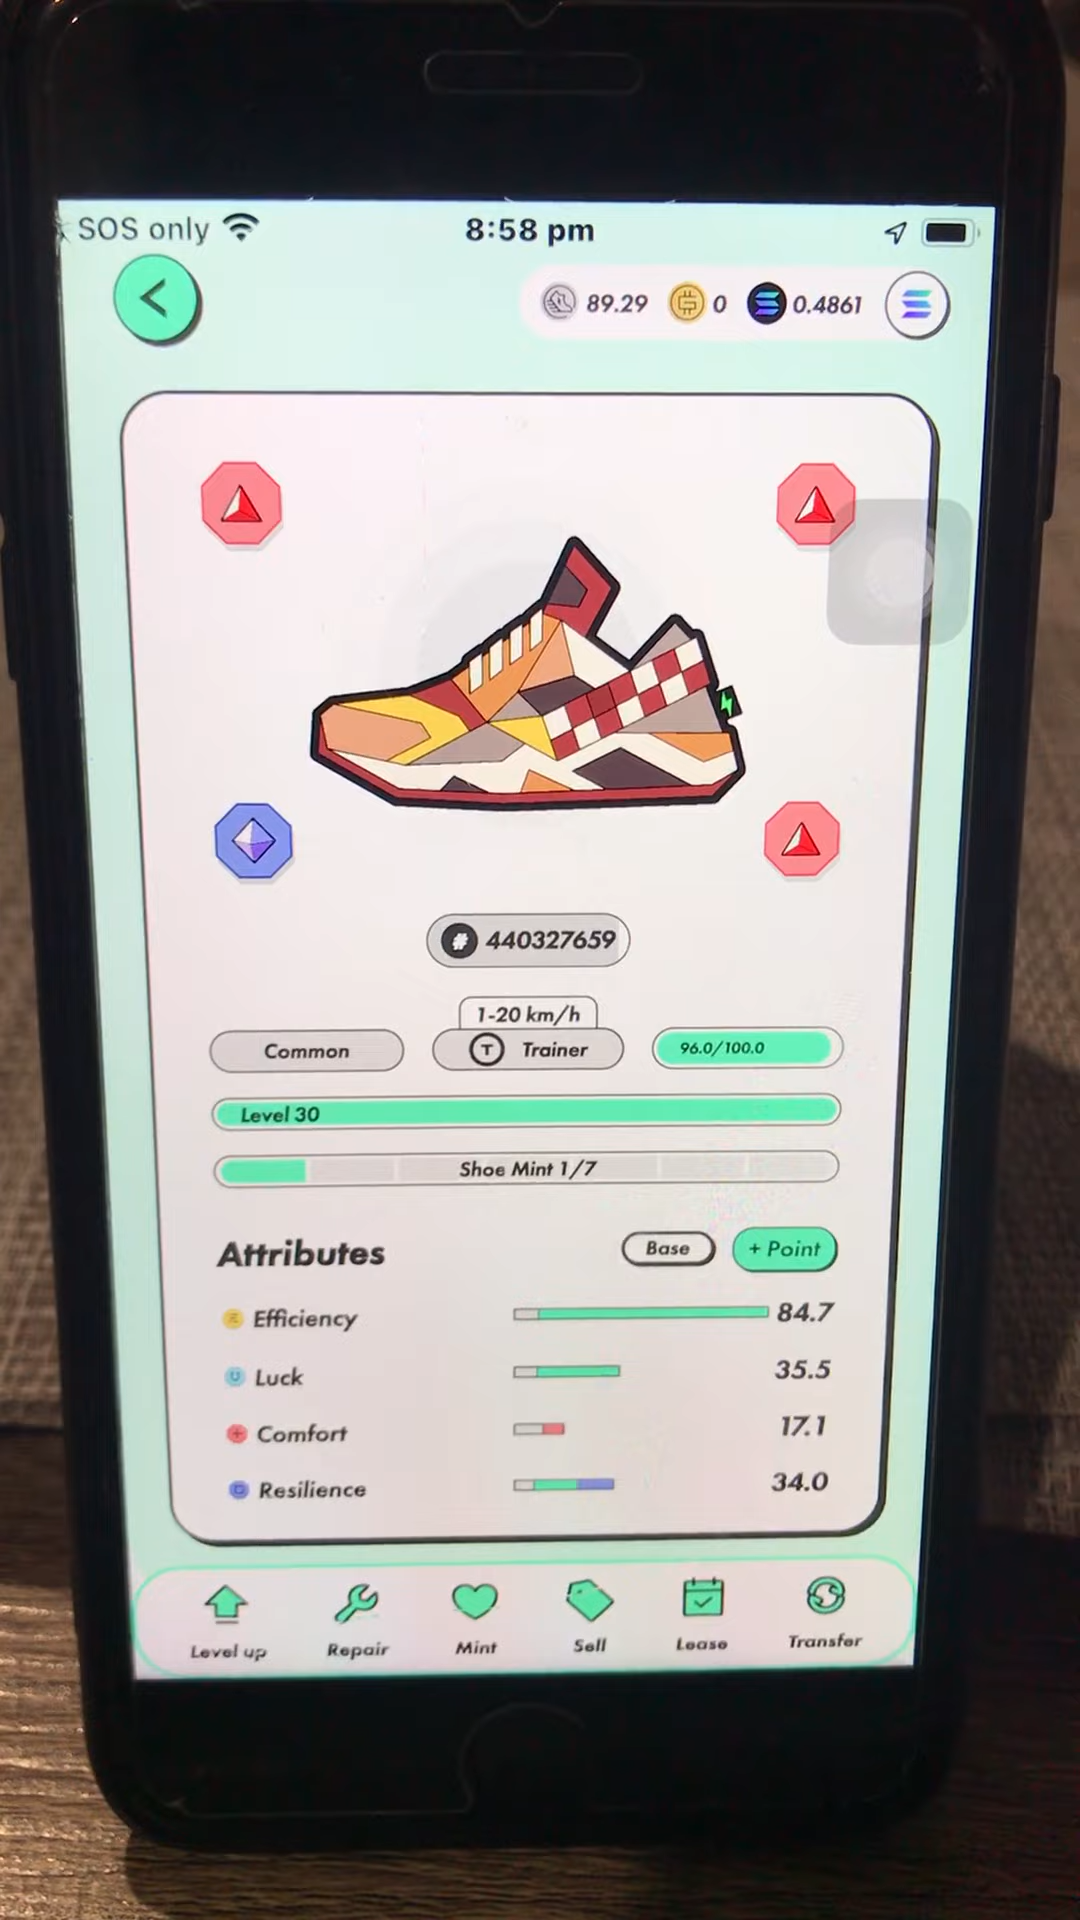 SOS only 8:58 pm
89.29 0 0.4861
# 440327659
1-20 km/h
Common T Trainer 96.0/100.0
Level 30
Shoe Mint 1/7
Attributes Base + Point
Efficiency 84.7
Luck 35.5
Comfort 17.1
Resilience 34.0
Level up Repair Mint Sell Lease Transfer